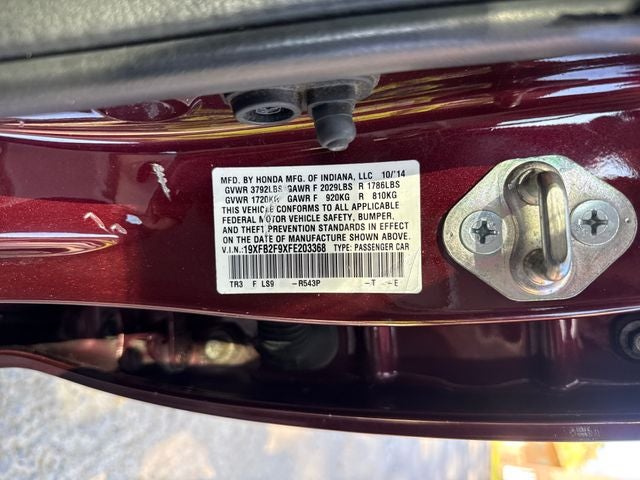 MFD. BY HONDA MFG. OF INDIANA, LLC 10/'14
GVWR 3792LBS GAWR F 2029LBS R 1786LBS
GVWR 1720KG GAWR F 920KG R 810KG
THIS VEHICLE CONFORMS TO ALL APPLICABLE
FEDERAL MOTOR VEHICLE SAFETY, BUMPER,
AND THEFT PREVENTION STANDARDS IN EFFECT
ON THE DATE OF MANUFACTURE SHOWN ABOVE.
V.I.N.:19XFB2F9XFE203368 TYPE: PASSENGER CAR
TR3 F LS9 -R543P -T -E